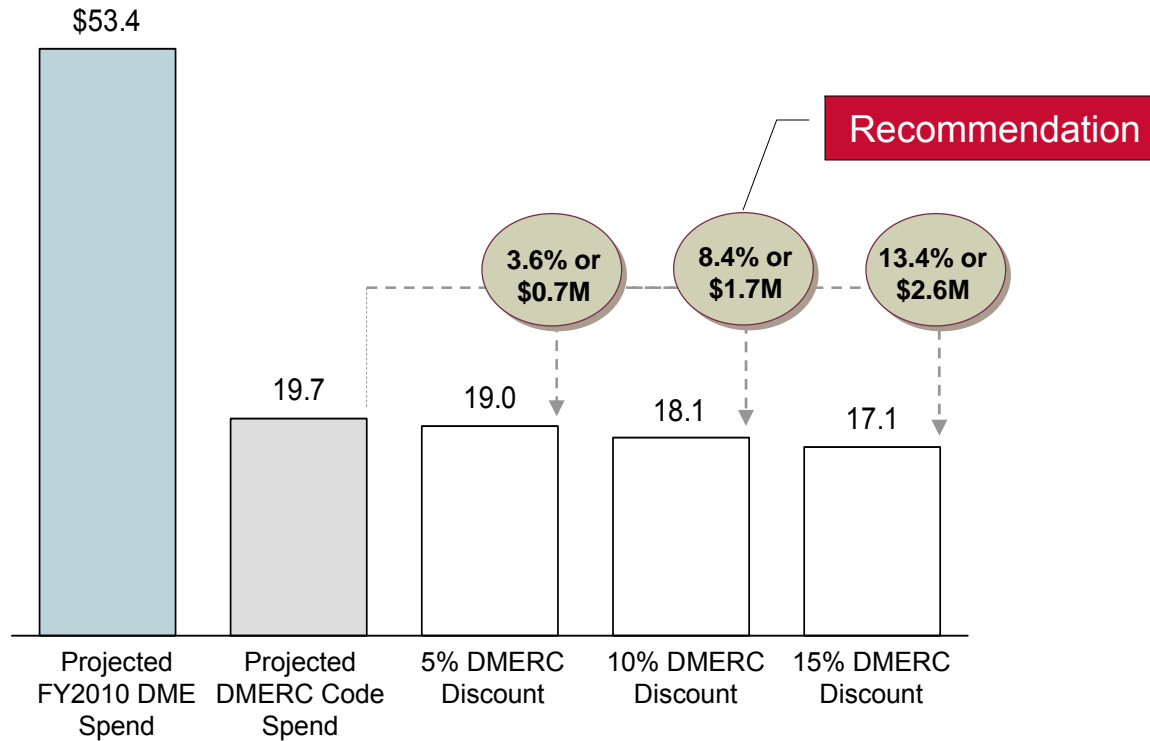 $53.4
Recommendation
3.6% or
$0.7M
8.4% or
$1.7M
13.4% or
$2.6M
19.7
19.0
18.1
17.1
Projected
FY2010 DME
Spend
Projected
DMERC Code
Spend
5% DMERC
Discount
10% DMERC
Discount
15% DMERC
Discount